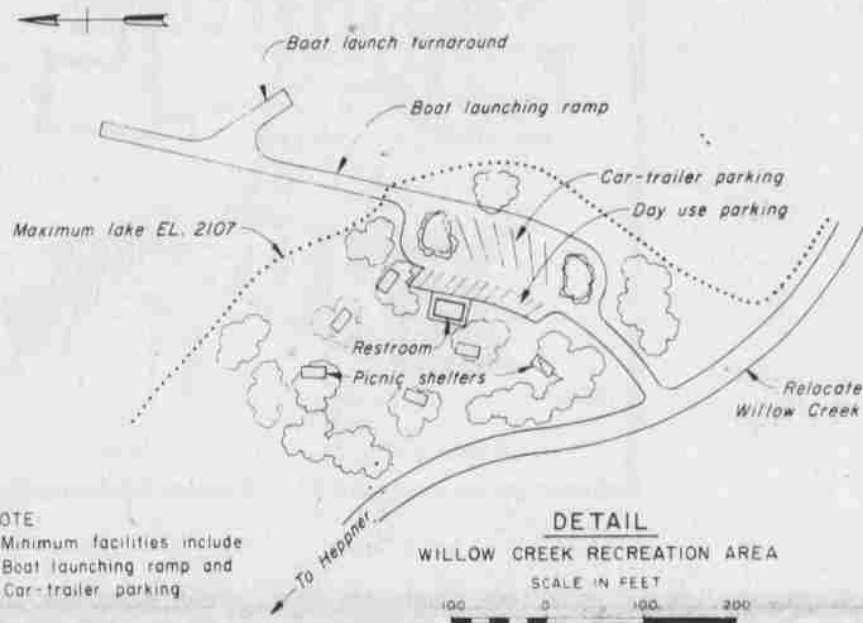 Boat launch turnaround
Boat launching ramp
Car-trailer parking
Day use parking
Maximum lake EL. 2107
Restroom
Picnic shelters
Relocate
Willow Creek
To Heppner
OTE:
Minimum facilities include
Boat launching ramp and
Car-trailer parking
DETAIL
WILLOW CREEK RECREATION AREA
SCALE IN FEET
100 0 100 200